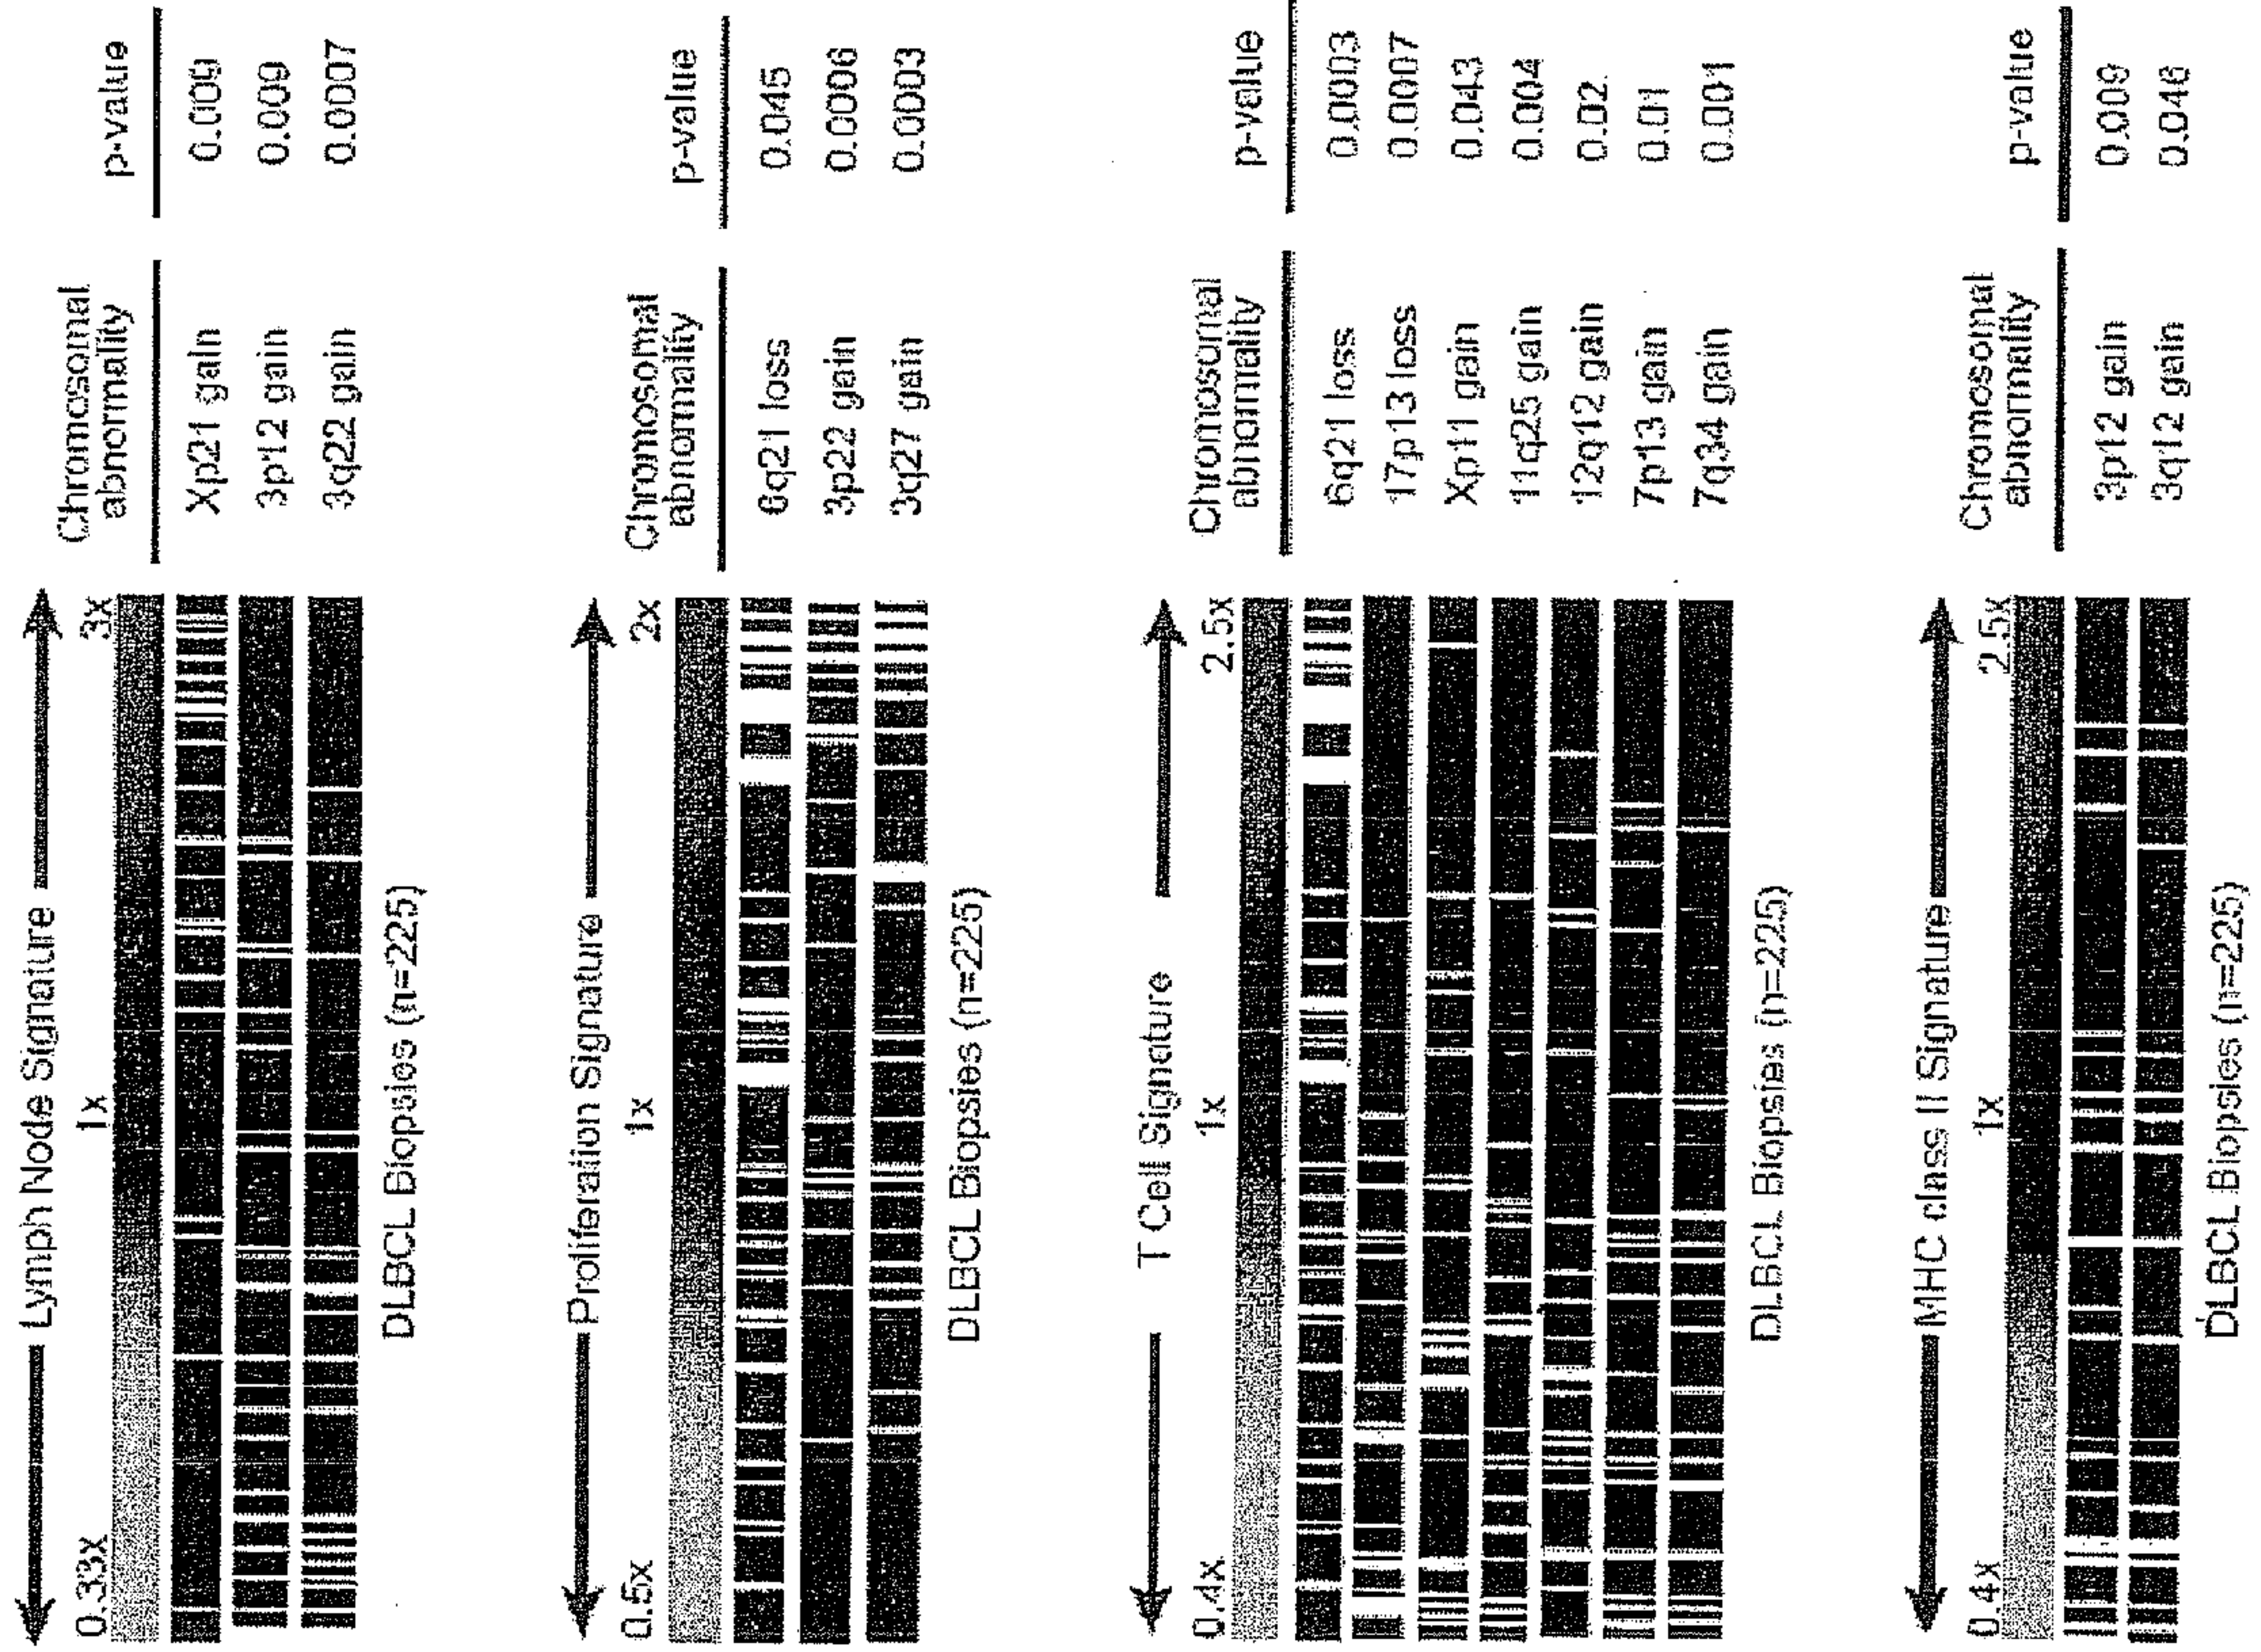 Lymph Node Signature
0.33x 1x 3x
Chromosomal
abnormality p-value
Xp21 gain 0.009
3p12 gain 0.009
3q22 gain 0.0007
DLBCL Biopsies (n=225)
Proliferation Signature
0.5x 1x 2x
Chromosomal
abnormality p-value
6q21 loss 0.045
3p22 gain 0.0006
3q27 gain 0.0003
DLBCL Biopsies (n=225)
T Cell Signature
0.4x 1x 2.5x
Chromosomal
abnormality p-value
6q21 loss 0.0003
17p13 loss 0.0007
Xp11 gain 0.043
11q25 gain 0.004
12q12 gain 0.02
7p13 gain 0.01
7q34 gain 0.001
DLBCL Biopsies (n=225)
MHC class II Signature
0.4x 1x 2.5x
Chromosomal
abnormality p-value
3p12 gain 0.009
3q12 gain 0.046
DLBCL Biopsies (n=225)